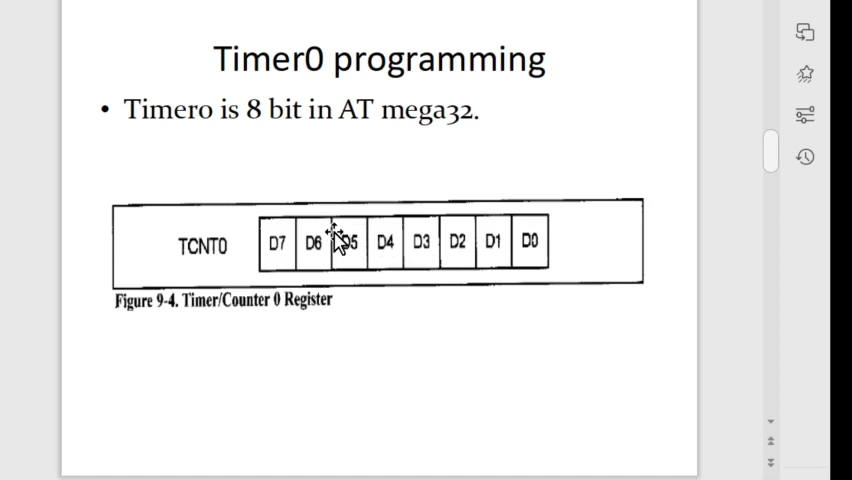 Timer0 programming
• Timer0 is 8 bit in AT mega32.
TCNT0 D7 D6 D5 D4 D3 D2 D1 D0
Figure 9-4. Timer/Counter 0 Register